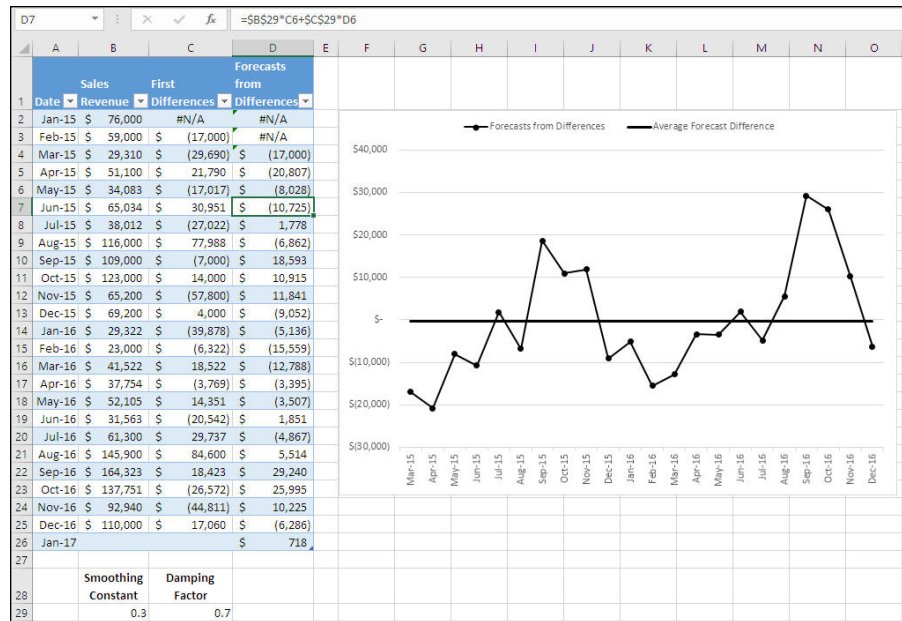 D7 fx =$B$29*C6+$C$29*D6
A B C D E F G H I J K L M N O
Forecasts
Sales First from
1 Date Revenue Differences Differences
2 Jan-15 $ 76,000 #N/A #N/A
3 Feb-15 $ 59,000 $ (17,000) #N/A
4 Mar-15 $ 29,310 $ (29,690) $ (17,000)
5 Apr-15 $ 51,100 $ 21,790 $ (20,807)
6 May-15 $ 34,083 $ (17,017) $ (8,028)
7 Jun-15 $ 65,034 $ 30,951 $ (10,725)
8 Jul-15 $ 38,012 $ (27,022) $ 1,778
9 Aug-15 $ 116,000 $ 77,988 $ (6,862)
10 Sep-15 $ 109,000 $ (7,000) $ 18,593
11 Oct-15 $ 123,000 $ 14,000 $ 10,915
12 Nov-15 $ 65,200 $ (57,800) $ 11,841
13 Dec-15 $ 69,200 $ 4,000 $ (9,052)
14 Jan-16 $ 29,322 $ (39,878) $ (5,136)
15 Feb-16 $ 23,000 $ (6,322) $ (15,559)
16 Mar-16 $ 41,522 $ 18,522 $ (12,788)
17 Apr-16 $ 37,754 $ (3,769) $ (3,395)
18 May-16 $ 52,105 $ 14,351 $ (3,507)
19 Jun-16 $ 31,563 $ (20,542) $ 1,851
20 Jul-16 $ 61,300 $ 29,737 $ (4,867)
21 Aug-16 $ 145,900 $ 84,600 $ 5,514
22 Sep-16 $ 164,323 $ 18,423 $ 29,240
23 Oct-16 $ 137,751 $ (26,572) $ 25,995
24 Nov-16 $ 92,940 $ (44,811) $ 10,225
25 Dec-16 $ 110,000 $ 17,060 $ (6,286)
26 Jan-17 $ 718
27
Smoothing Damping
28 Constant Factor
29 0.3 0.7
Forecasts from Differences Average Forecast Difference
$40,000
$30,000
$20,000
$10,000
$-
$(10,000)
$(20,000)
$(30,000)
Mar-15 Apr-15 May-15 Jun-15 Jul-15 Aug-15 Sep-15 Oct-15 Nov-15 Dec-15 Jan-16 Feb-16 Mar-16 Apr-16 May-16 Jun-16 Jul-16 Aug-16 Sep-16 Oct-16 Nov-16 Dec-16